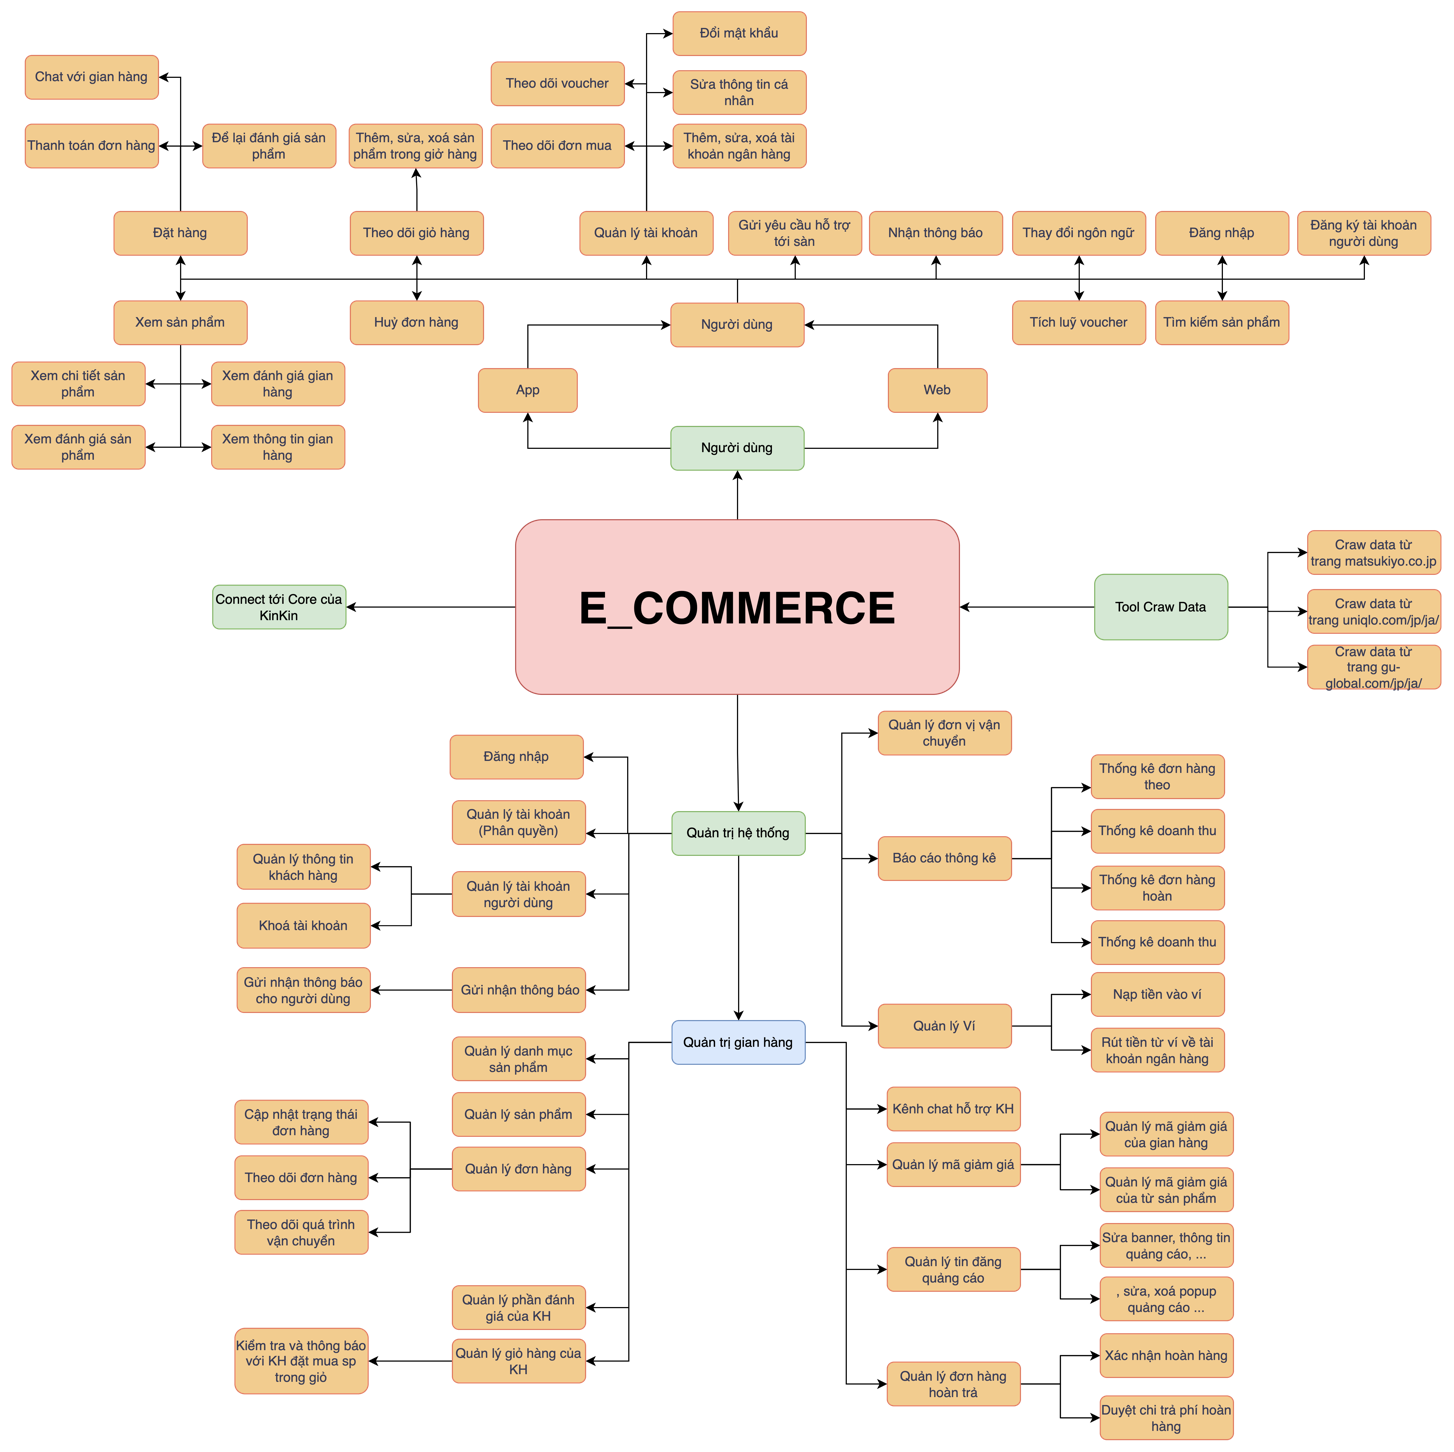 Đổi mật khẩu
Chat với gian hàng
Theo dõi voucher
Sửa thông tin cá
nhân
Thanh toán đơn hàng
Để lại đánh giá sản
phẩm
Thêm, sửa, xoá sản
phẩm trong giở hàng
Theo dõi đơn mua
Thêm, sửa, xoá tài
khoản ngân hàng
Đặt hàng
Theo dõi giỏ hàng
Quản lý tài khoản
Gửi yêu cầu hỗ trợ
tới sàn
Nhận thông báo
Thay đổi ngôn ngữ
Đăng nhập
Đăng ký tài khoản
người dùng
Xem sản phẩm
Huỷ đơn hàng
Người dùng
Tích luỹ voucher
Tìm kiếm sản phẩm
Xem chi tiết sản
phẩm
Xem đánh giá gian
hàng
App
Web
Xem đánh giá sản
phẩm
Xem thông tin gian
hàng
Người dùng
Connect tới Core của
KinKin
E_COMMERCE
Tool Craw Data
Craw data từ
trang matsukiyo.co.jp
Craw data từ
trang uniqlo.com/jp/ja/
Craw data từ
trang gu-
global.com/jp/ja/
Đăng nhập
Quản lý tài khoản
(Phân quyền)
Quản lý thông tin
khách hàng
Khoá tài khoản
Quản lý tài khoản
người dùng
Gửi nhận thông báo
cho người dùng
Gửi nhận thông báo
Quản trị hệ thống
Quản lý đơn vị vận
chuyển
Báo cáo thống kê
Thống kê đơn hàng
theo
Thống kê doanh thu
Thống kê đơn hàng
hoàn
Thống kê doanh thu
Quản lý Ví
Nạp tiền vào ví
Rút tiền từ ví về tài
khoản ngân hàng
Quản trị gian hàng
Quản lý danh mục
sản phẩm
Quản lý sản phẩm
Cập nhật trạng thái
đơn hàng
Theo dõi đơn hàng
Theo dõi quá trình
vận chuyển
Quản lý đơn hàng
Quản lý phần đánh
giá của KH
Kiểm tra và thông báo
với KH đặt mua sp
trong giỏ
Quản lý giỏ hàng của
KH
Kênh chat hỗ trợ KH
Quản lý mã giảm giá
Quản lý mã giảm giá
của gian hàng
Quản lý mã giảm giá
của từ sản phẩm
Quản lý tin đăng
quảng cáo
Sửa banner, thông tin
quảng cáo, ...
, sửa, xoá popup
quảng cáo ...
Quản lý đơn hàng
hoàn trả
Xác nhận hoàn hàng
Duyệt chi trả phí hoàn
hàng